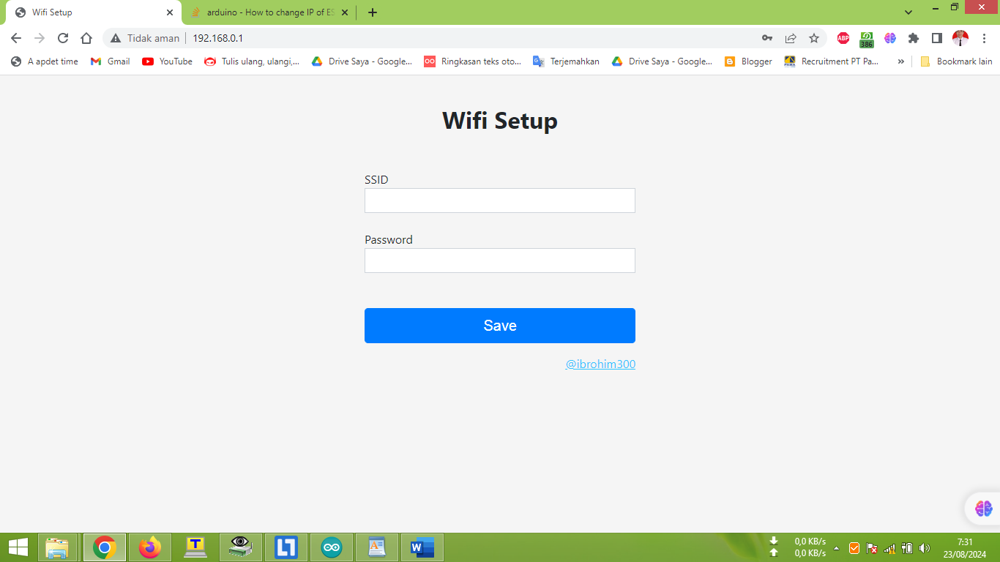 Wifi Setup
arduino - How to change IP of ES
Tidak aman
192.168.0.1
ABP
386
A apdet time
Gmail
YouTube
Tulis ulang, ulangi,...
Drive Saya - Google...
Ringkasan teks oto...
Terjemahkan
Drive Saya - Google...
Blogger
Recruitment PT Pa...
»
Bookmark lain
Wifi Setup
SSID
Password
Save
@ibrohim300
0,0 KB/s
0,0 KB/s
7:31
23/08/2024